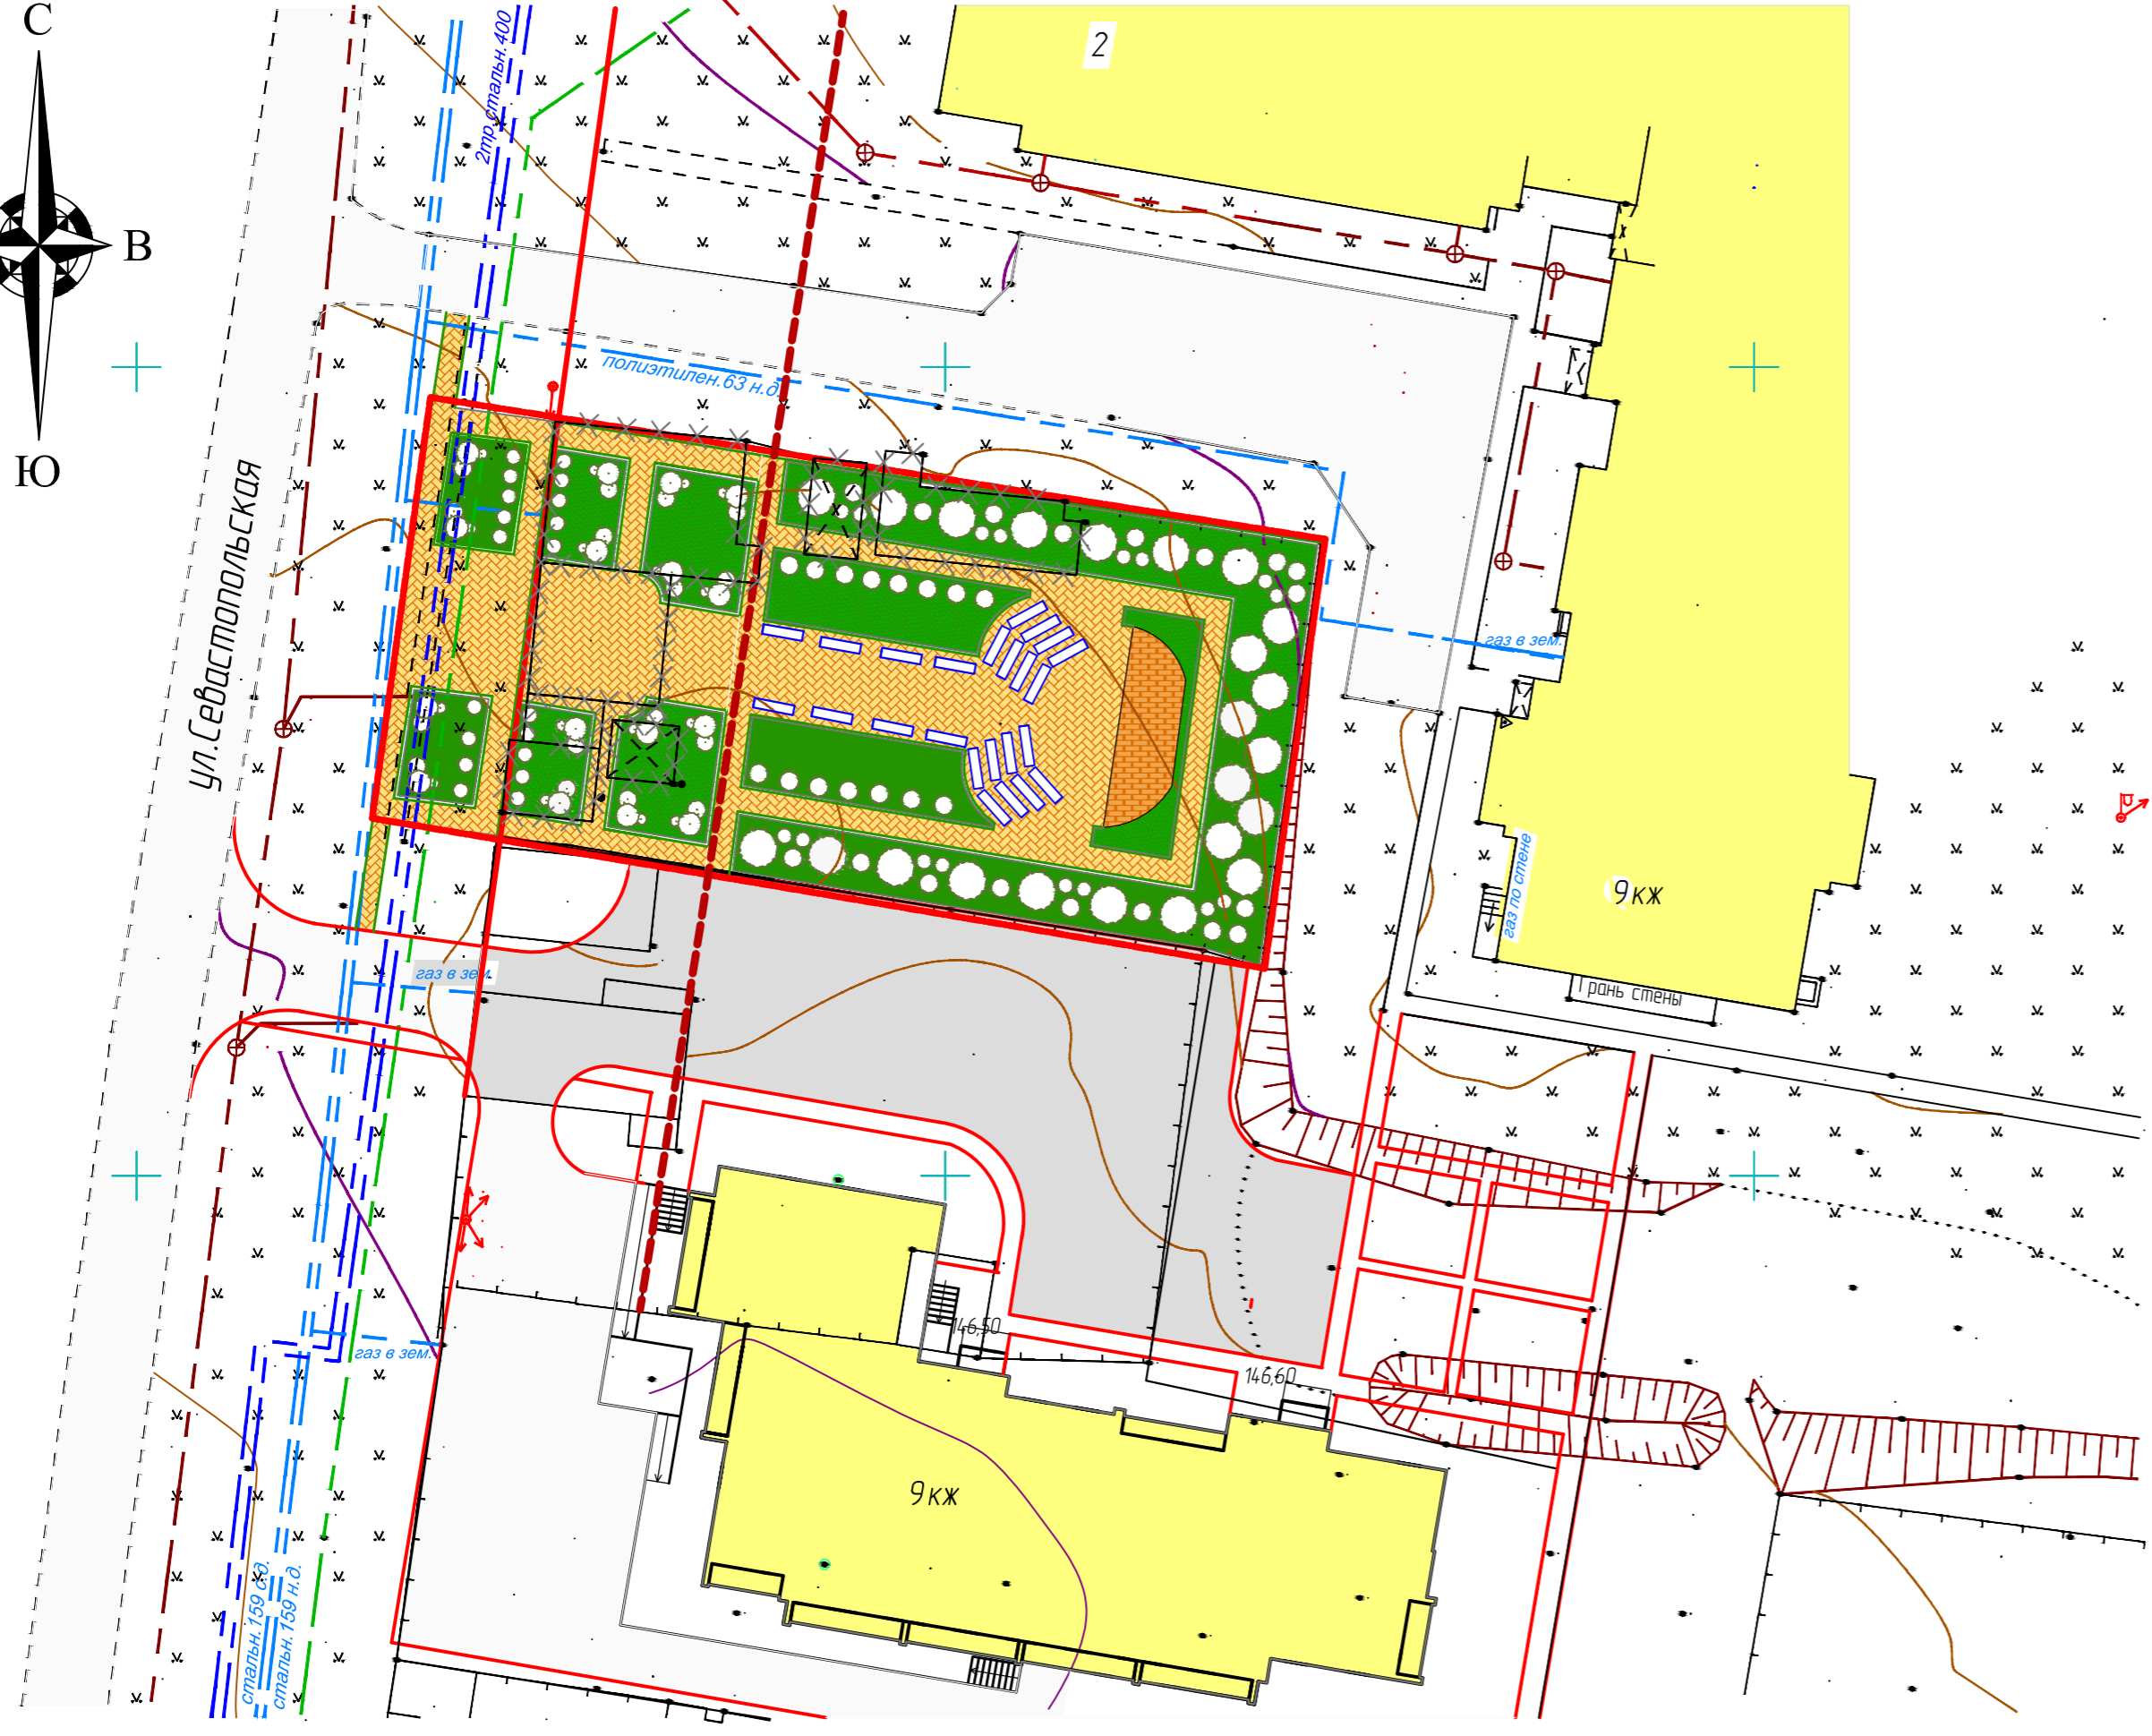 С
2
2тр.стальн.400
В
полиэтилен.63 н.д.
Ю
ул.Севастопольская
газ в зем.
газ по стене
9кж
Грань стены
газ в зем.
146,50
газ в зем.
146,60
9кж
стальн.159 с.д.
стальн.159 н.д.